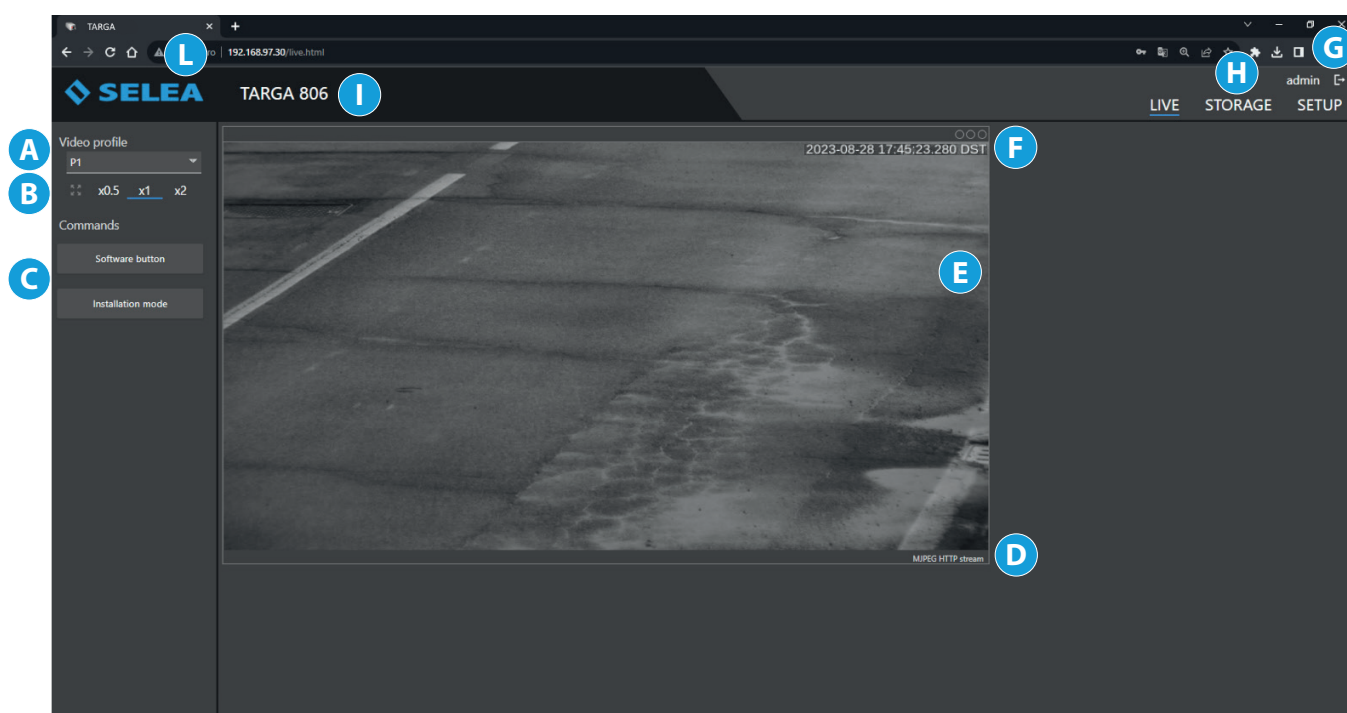 TARGA
L
ro 192.168.97.30/live.html
G
SELEA
TARGA 806
I
H
admin
LIVE STORAGE SETUP
A
Video profile
P1
B
x0.5 x1 x2
Commands
C
Software button
Installation mode
F
2023-08-28 17:45:23.280 DST
E
MJPEG HTTP stream
D